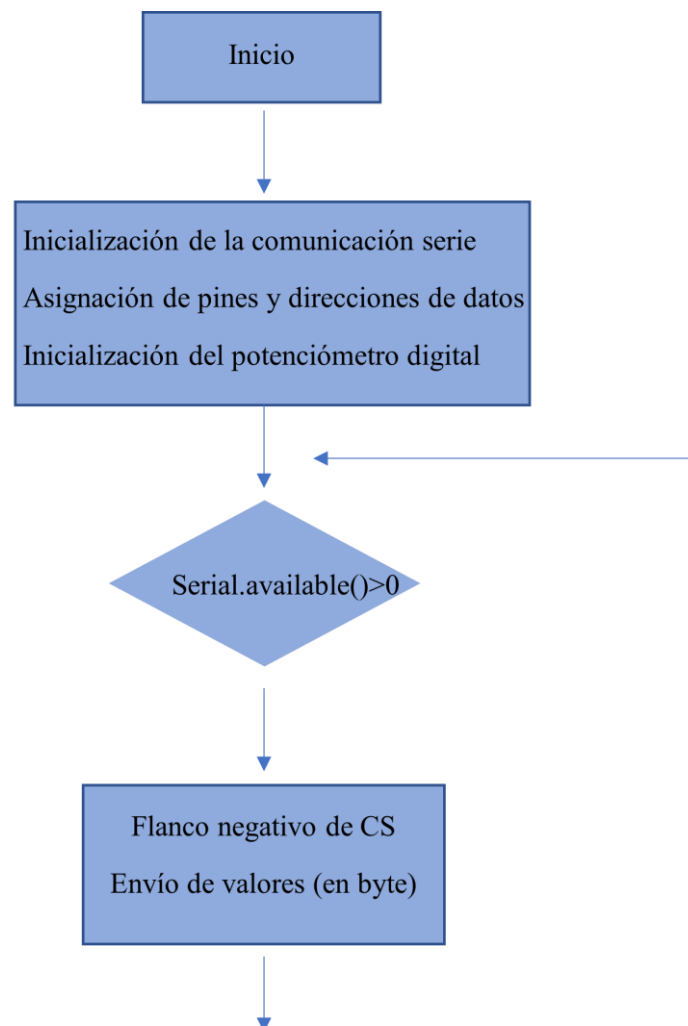 Inicio
Inicialización de la comunicación serie
Asignación de pines y direcciones de datos
Inicialización del potenciómetro digital
Serial.available()>0
Flanco negativo de CS
Envío de valores (en byte)